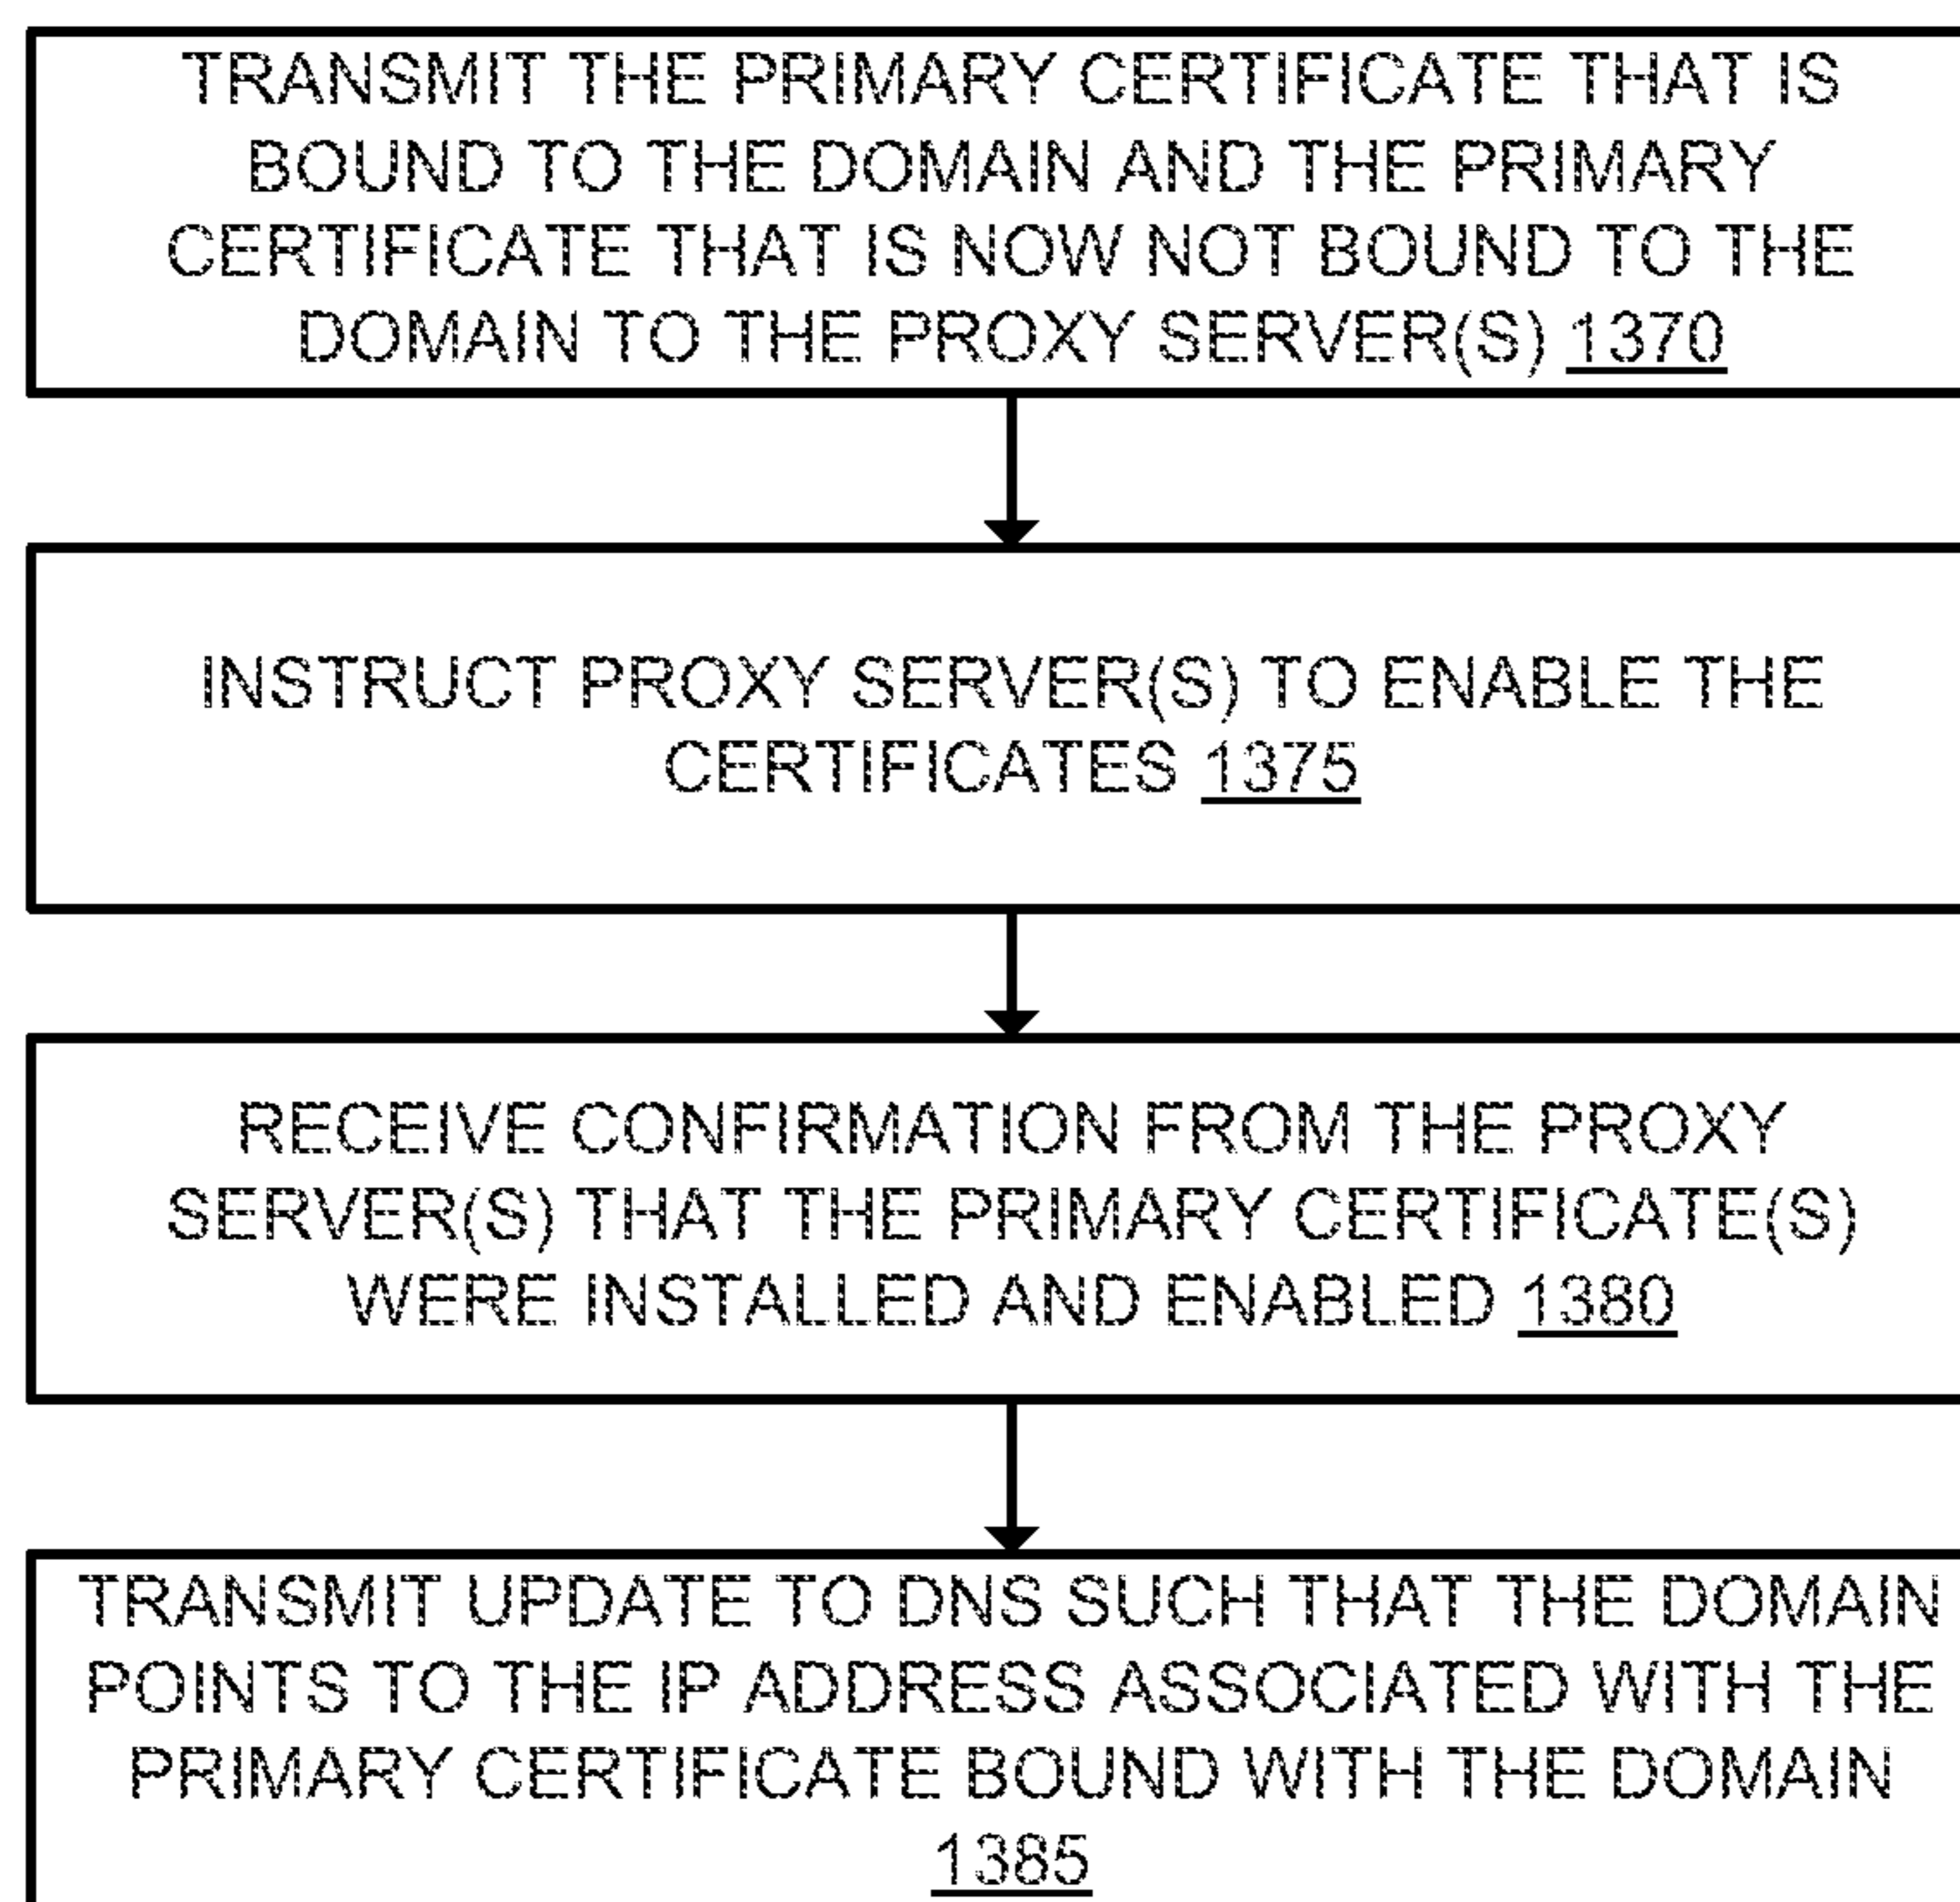 TRANSMIT THE PRIMARY CERTIFICATE THAT IS
BOUND TO THE DOMAIN AND THE PRIMARY
CERTIFICATE THAT IS NOW NOT BOUND TO THE
DOMAIN TO THE PROXY SERVER(S) 1370
INSTRUCT PROXY SERVER(S) TO ENABLE THE
CERTIFICATES 1375
RECEIVE CONFIRMATION FROM THE PROXY
SERVER(S) THAT THE PRIMARY CERTIFICATE(S)
WERE INSTALLED AND ENABLED 1380
TRANSMIT UPDATE TO DNS SUCH THAT THE DOMAIN
POINTS TO THE IP ADDRESS ASSOCIATED WITH THE
PRIMARY CERTIFICATE BOUND WITH THE DOMAIN
1385